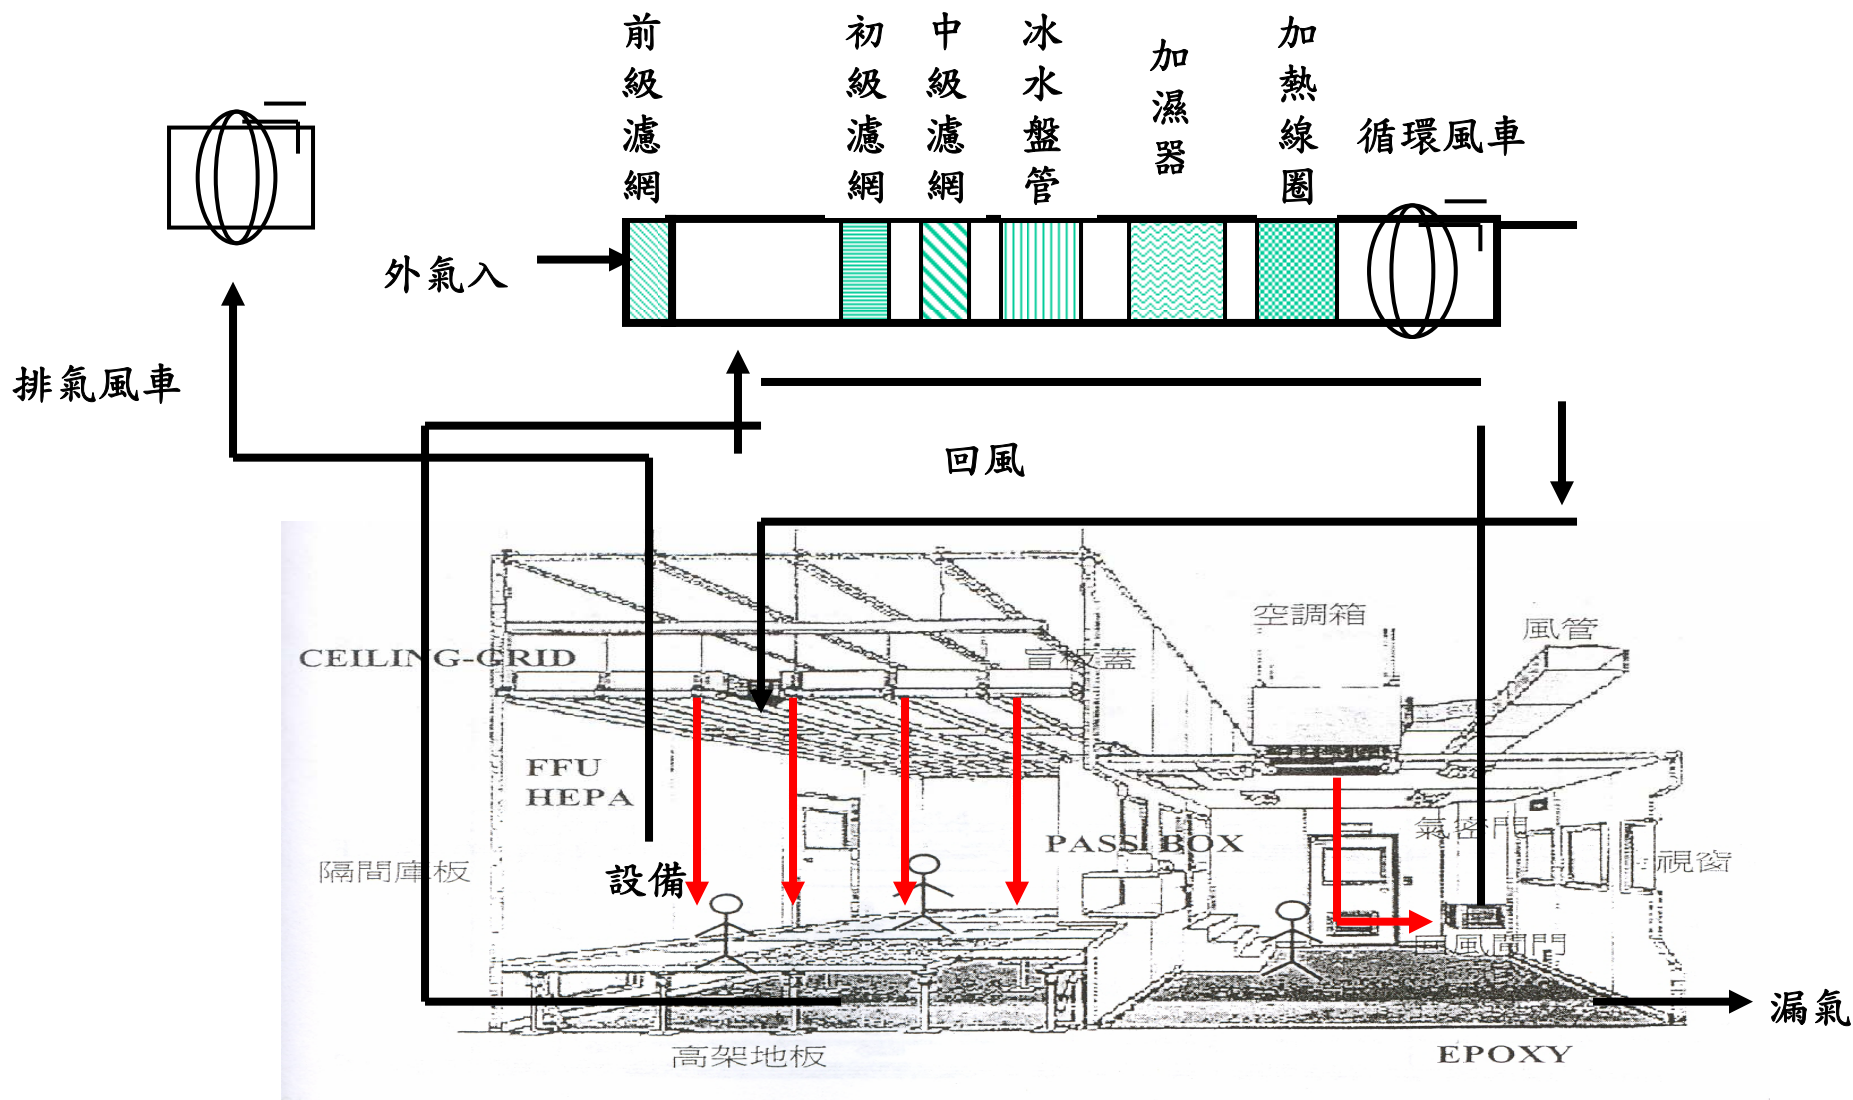 前級濾網
初級濾網
中級濾網
冰水盤管
加濕器
加熱線圈
循環風車
外氣入
排氣風車
回風
空調箱
風管
CEILING-GRID
盲板蓋
FFU
HEPA
氣密門
PASS BOX
視窗
隔間庫板
設備
回風閘門
漏氣
高架地板
EPOXY